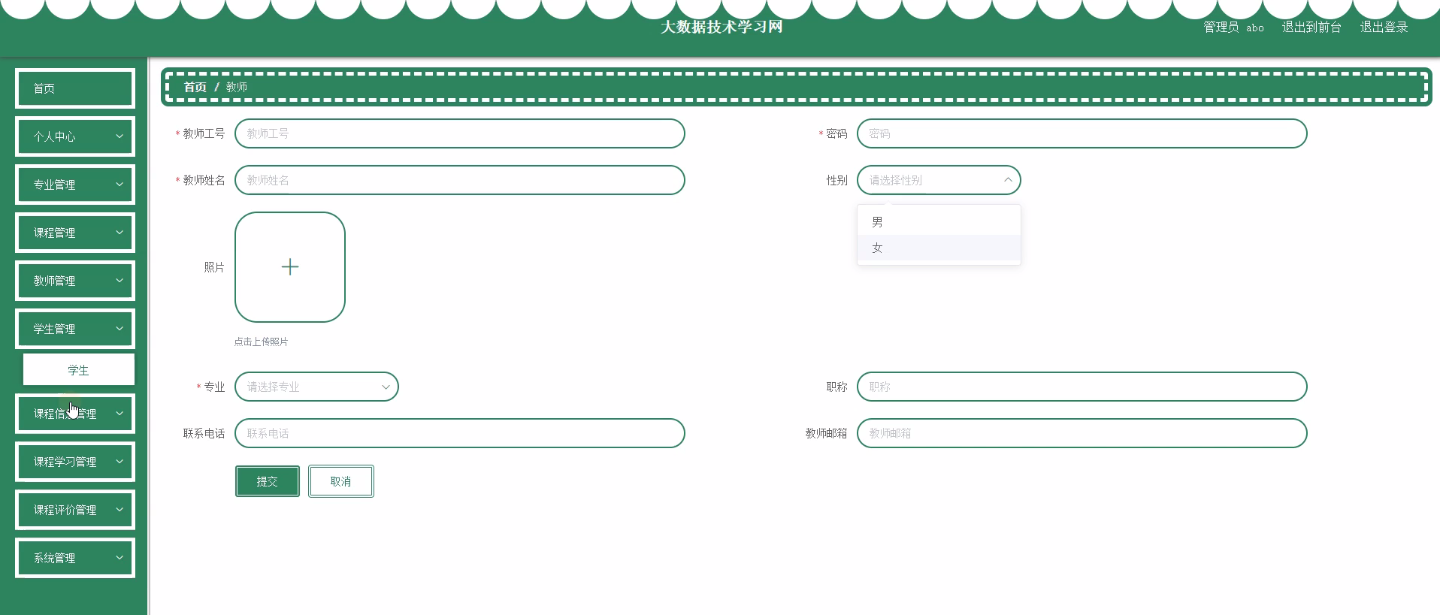 大数据技术学习网
管理员 abo 退出到前台 退出登录
首页
个人中心
专业管理
课程管理
教师管理
学生管理
学生
课程信息管理
课程学习管理
课程评价管理
系统管理
首页 / 教师
* 教师工号 教师工号
* 密码 密码
* 教师姓名 教师姓名
性别 请选择性别
男
女
照片
点击上传照片
* 专业 请选择专业
职称 职称
联系电话 联系电话
教师邮箱 教师邮箱
提交 取消